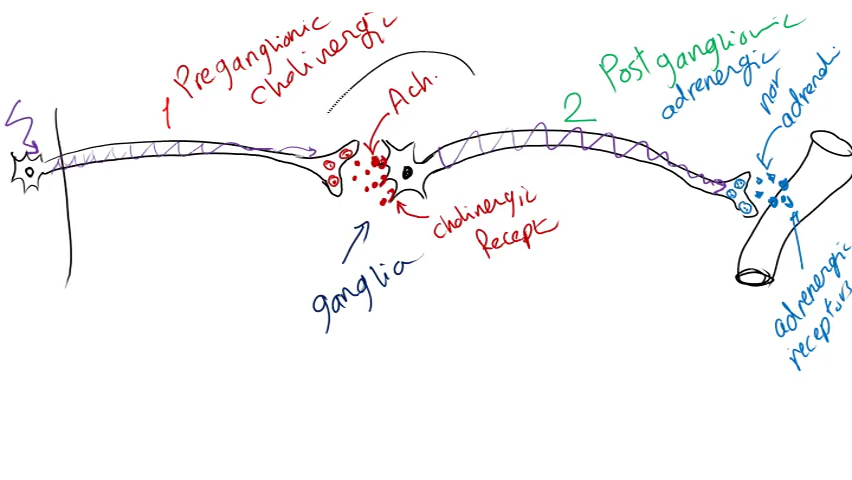 1 Preganglionic
cholinergic
Ach.
cholinergic
Recept
ganglia
2 Post ganglionic
adrenergic
nor
adrenali
adrenergic
receptors